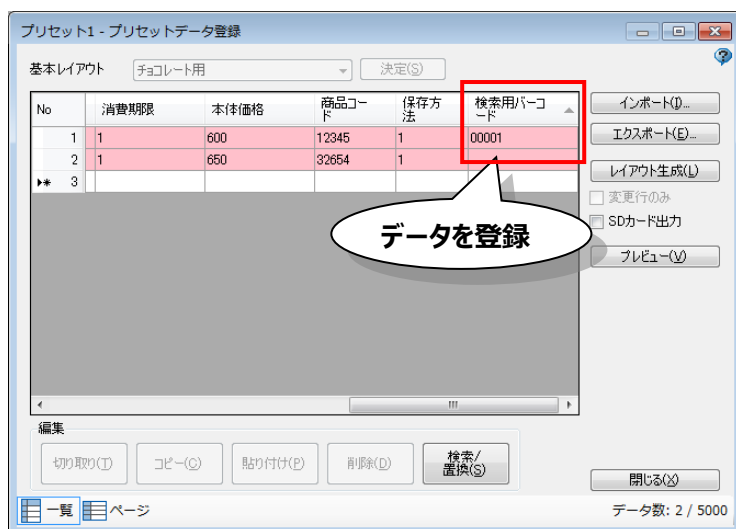 プリセット1 - プリセットデータ登録
基本レイアウト チョコレート用 決定(S)
No 消費期限 本体価格 商品コード 保存方法 検索用バーコード
1 1 600 12345 1 00001
2 1 650 32654 1
3
データを登録
インポート(I)...
エクスポート(E)...
レイアウト生成(L)
変更行のみ
SDカード出力
プレビュー(V)
編集
切り取り(T) コピー(C) 貼り付け(P) 削除(D) 検索/置換(S)
閉じる(X)
一覧 ページ データ数: 2 / 5000